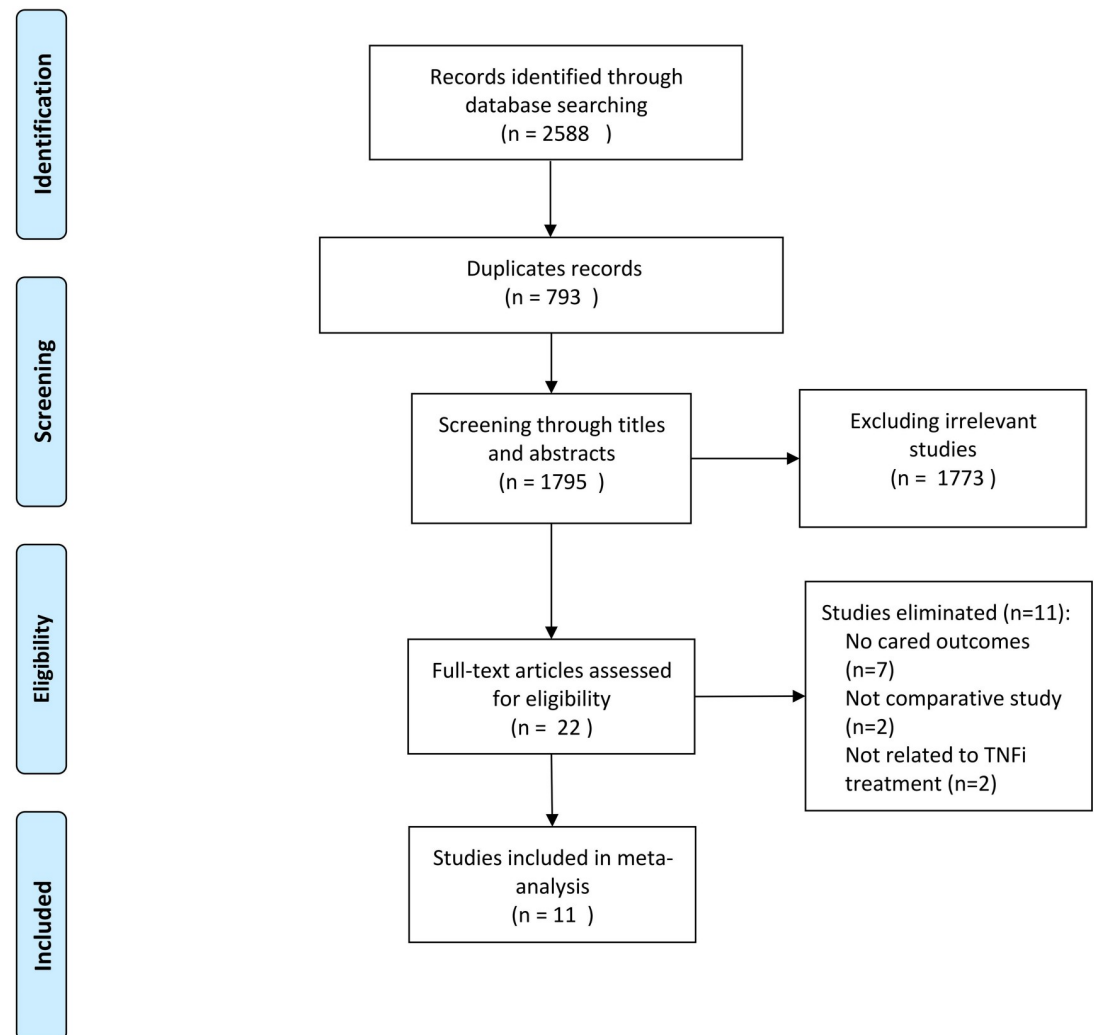 Identification
Records identified through
database searching
(n = 2588 )
Duplicates records
(n = 793 )
Screening
Screening through titles
and abstracts
(n = 1795 )
Excluding irrelevant
studies
(n = 1773 )
Eligibility
Full-text articles assessed
for eligibility
(n = 22 )
Studies eliminated (n=11):
No cared outcomes
(n=7)
Not comparative study
(n=2)
Not related to TNFi
treatment (n=2)
Included
Studies included in meta-
analysis
(n = 11 )